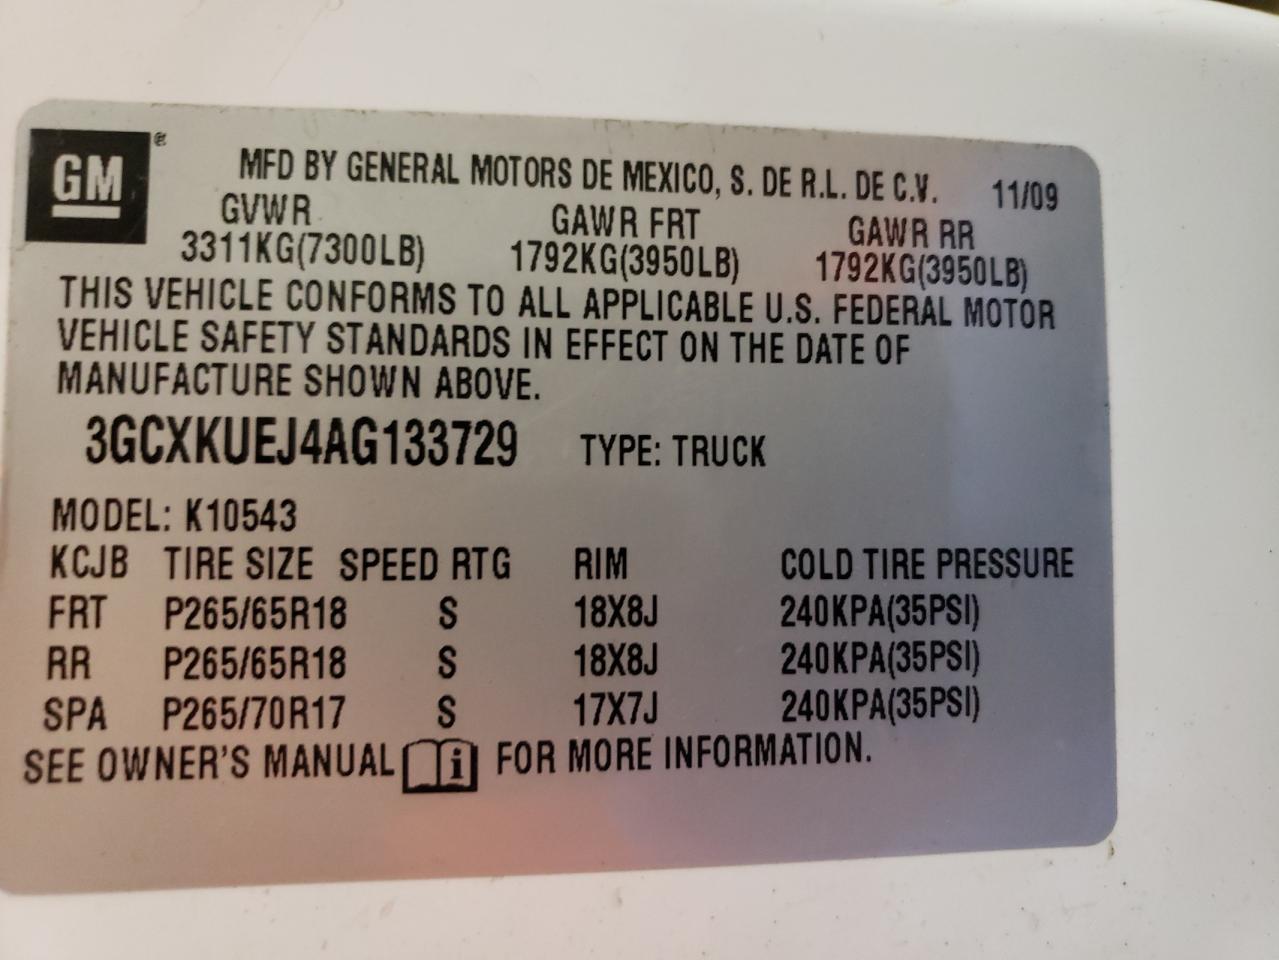 GM®
MFD BY GENERAL MOTORS DE MEXICO, S. DE R.L. DE C.V. 11/09
GVWR GAWR FRT GAWR RR
3311KG(7300LB) 1792KG(3950LB) 1792KG(3950LB)
THIS VEHICLE CONFORMS TO ALL APPLICABLE U.S. FEDERAL MOTOR
VEHICLE SAFETY STANDARDS IN EFFECT ON THE DATE OF
MANUFACTURE SHOWN ABOVE.
3GCXKUEJ4AG133729 TYPE: TRUCK
MODEL: K10543
KCJB TIRE SIZE SPEED RTG RIM COLD TIRE PRESSURE
FRT P265/65R18 S 18X8J 240KPA(35PSI)
RR P265/65R18 S 18X8J 240KPA(35PSI)
SPA P265/70R17 S 17X7J 240KPA(35PSI)
SEE OWNER'S MANUAL i FOR MORE INFORMATION.